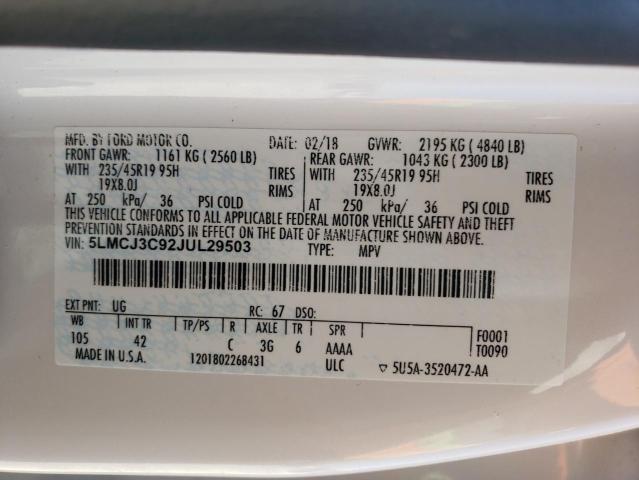 MFD. BY FORD MOTOR CO. DATE: 02/18 GVWR: 2195 KG ( 4840 LB)
FRONT GAWR: 1161 KG ( 2560 LB) REAR GAWR: 1043 KG ( 2300 LB)
WITH 235/45R19 95H TIRES WITH 235/45R19 95H TIRES
19X8.0J RIMS 19X8.0J RIMS
AT 250 kPa/ 36 PSI COLD AT 250 kPa/ 36 PSI COLD
THIS VEHICLE CONFORMS TO ALL APPLICABLE FEDERAL MOTOR VEHICLE SAFETY AND THEFT
PREVENTION STANDARDS IN EFFECT ON THE DATE OF MANUFACTURE SHOWN ABOVE.
VIN: 5LMCJ3C92JUL29503 TYPE: MPV
EXT PNT: UG RC: 67 DSO:
WB INT TR TP/PS R AXLE TR SPR F0001
105 42 C 3G 6 AAAA T0090
MADE IN U.S.A. 1201802268431 ULC ▽ 5U5A-3520472-AA